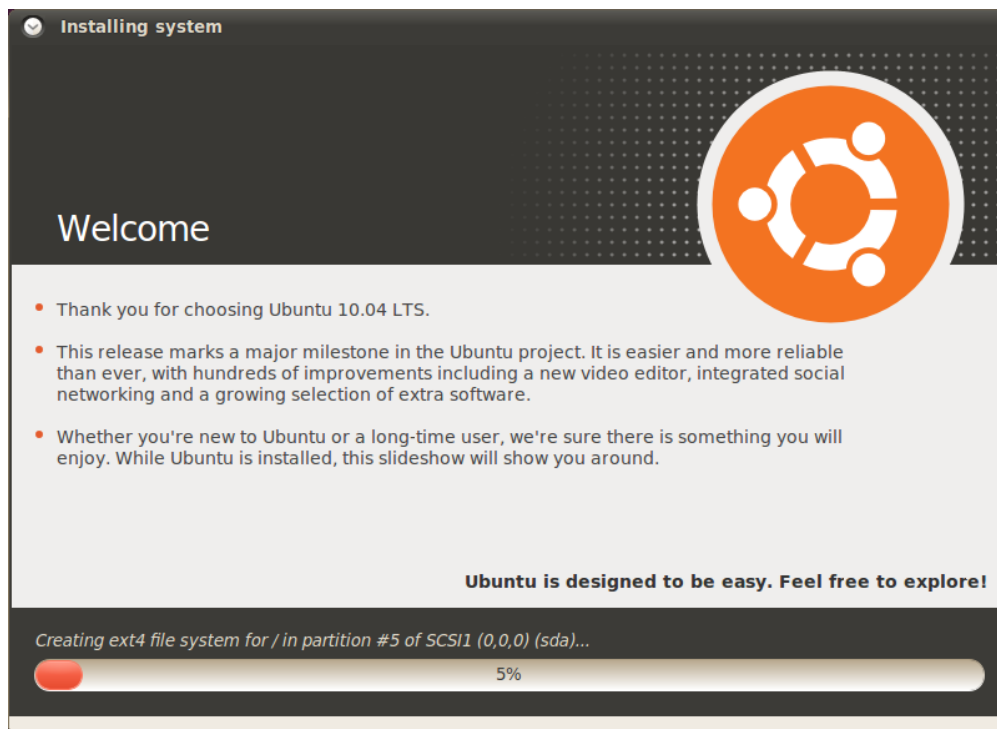 Installing system
Welcome
Thank you for choosing Ubuntu 10.04 LTS.
This release marks a major milestone in the Ubuntu project. It is easier and more reliable
than ever, with hundreds of improvements including a new video editor, integrated social
networking and a growing selection of extra software.
Whether you're new to Ubuntu or a long-time user, we're sure there is something you will
enjoy. While Ubuntu is installed, this slideshow will show you around.
Ubuntu is designed to be easy. Feel free to explore!
Creating ext4 file system for / in partition #5 of SCSI1 (0,0,0) (sda)...
5%